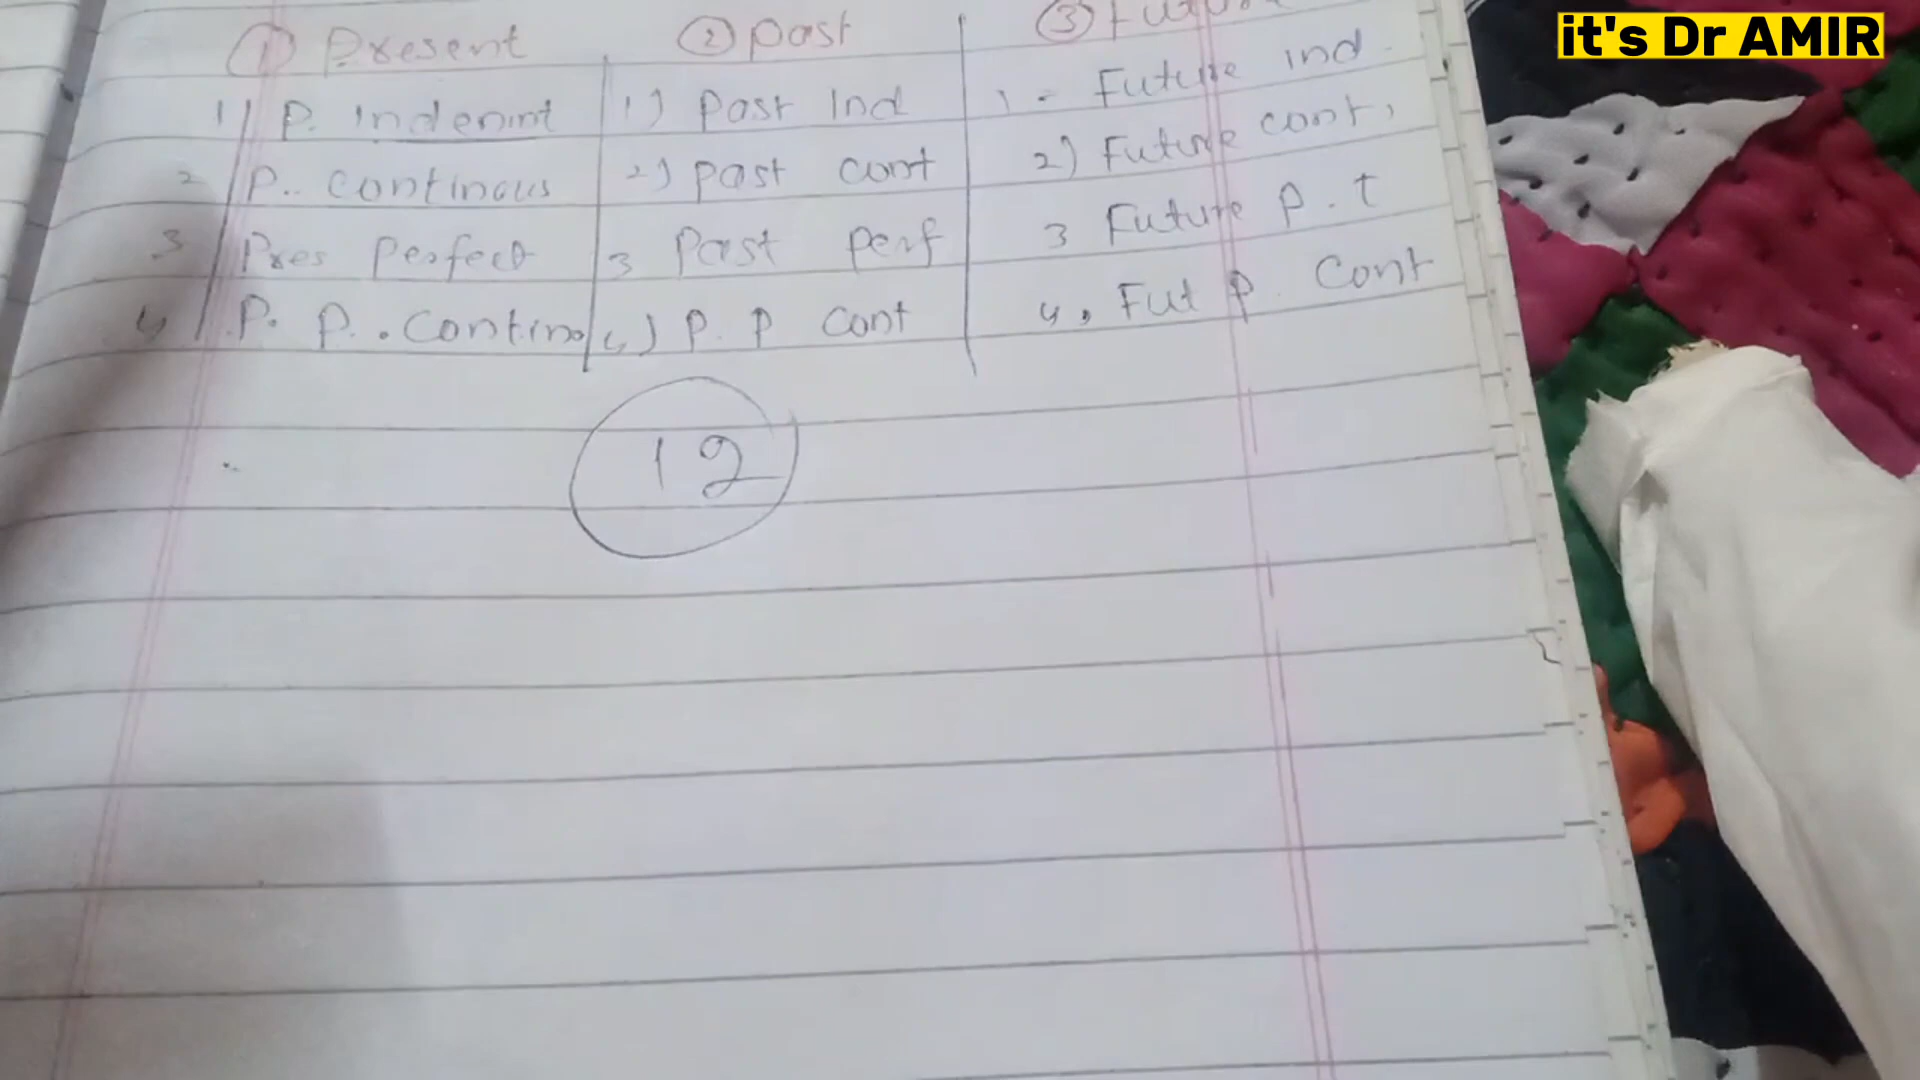 it's Dr AMIR
① Present ② past ③ Future
1) P. Indenint 1) Past Ind 1 - Future ind.
2 P.. continous 2) past cont 2) Future cont,
3 Pres Perfect 3 Past perf 3 Future P. t
4 P. P. . Contino 4) P. P cont 4, Fut P. Cont
12